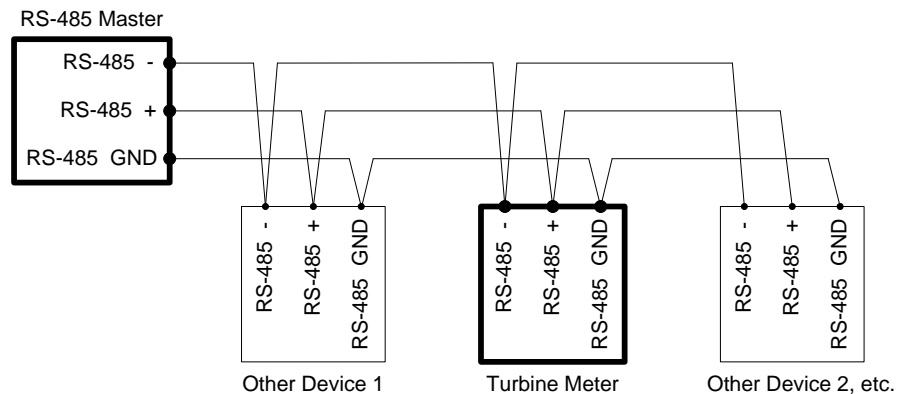 RS-485 Master
RS-485 -
RS-485 +
RS-485 GND
RS-485 -
RS-485 +
RS-485 GND
RS-485 -
RS-485 +
RS-485 GND
RS-485 -
RS-485 +
RS-485 GND
Other Device 1
Turbine Meter
Other Device 2, etc.